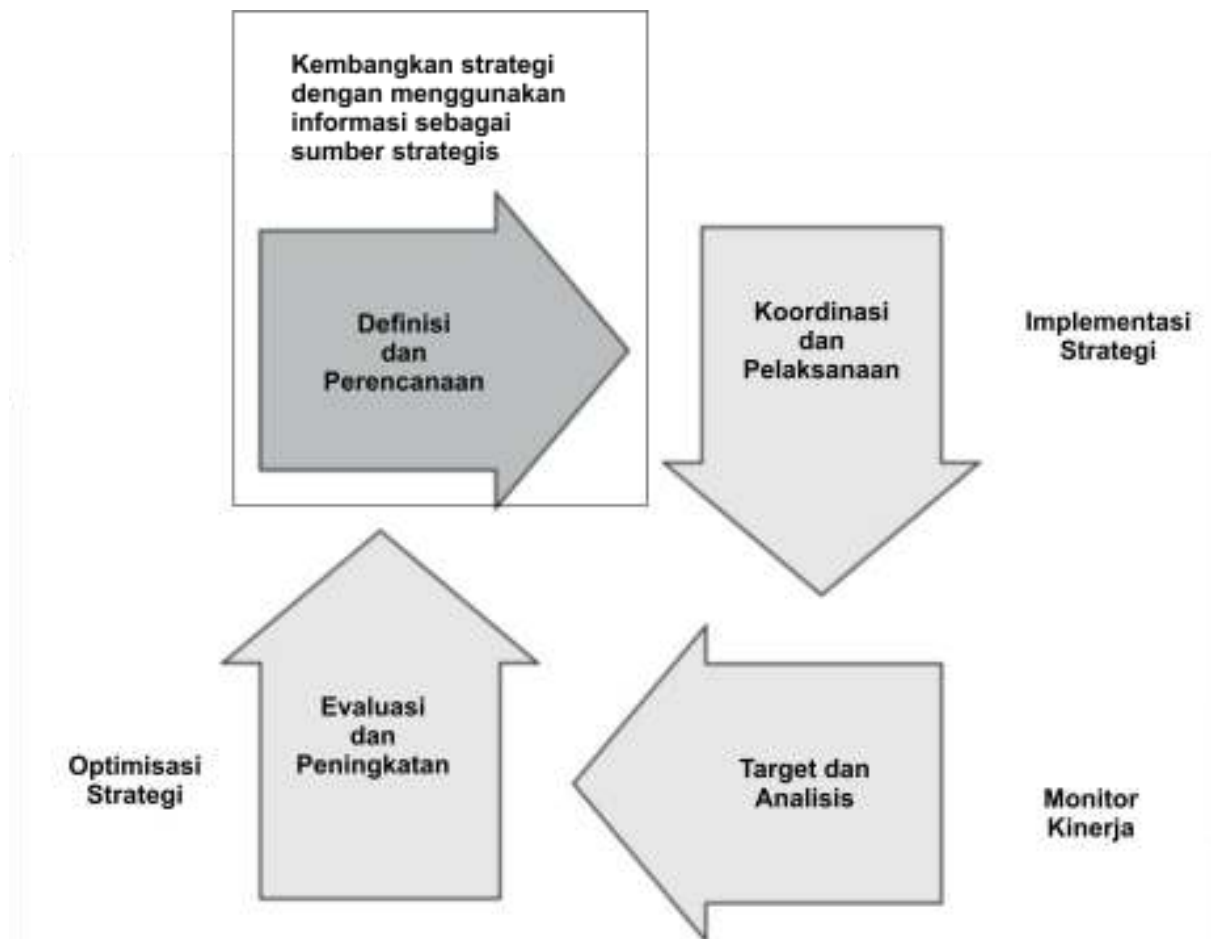 Kembangkan strategi
dengan menggunakan
informasi sebagai
sumber strategis
Definisi
dan
Perencanaan
Koordinasi
dan
Pelaksanaan
Implementasi
Strategi
Target dan
Analisis
Monitor
Kinerja
Evaluasi
dan
Peningkatan
Optimisasi
Strategi